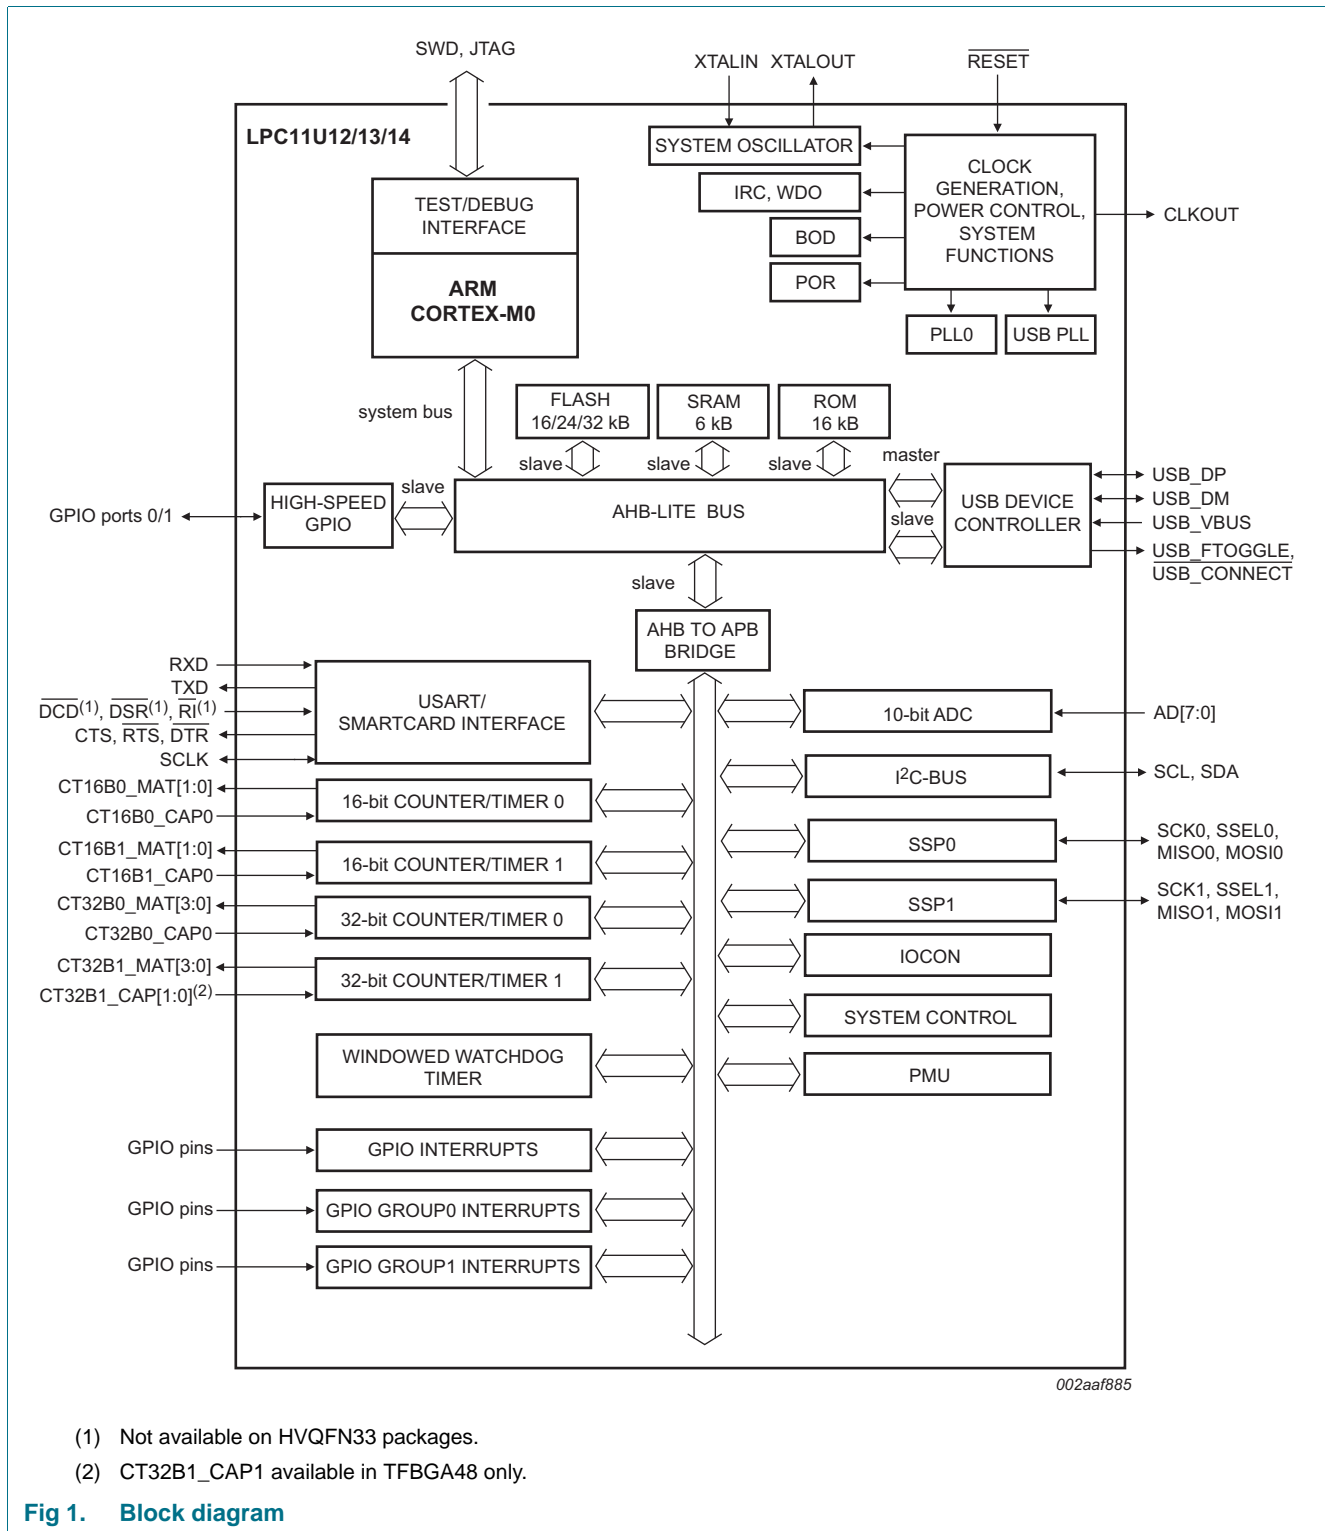 SWD, JTAG
XTALIN XTALOUT
RESET
LPC11U12/13/14
SYSTEM OSCILLATOR
CLOCK
GENERATION,
POWER CONTROL,
SYSTEM
FUNCTIONS
IRC, WDO
CLKOUT
BOD
POR
PLL0
USB PLL
TEST/DEBUG
INTERFACE
ARM
CORTEX-M0
system bus
FLASH
16/24/32 kB
SRAM
6 kB
ROM
16 kB
slave
slave
slave
master
slave
HIGH-SPEED
GPIO
GPIO ports 0/1
AHB-LITE BUS
slave
USB DEVICE
CONTROLLER
USB_DP
USB_DM
USB_VBUS
USB_FTOGGLE,
USB_CONNECT
slave
AHB TO APB
BRIDGE
RXD
TXD
DCD(1), DSR(1), RI(1)
CTS, RTS, DTR
SCLK
USART/
SMARTCARD INTERFACE
10-bit ADC
AD[7:0]
CT16B0_MAT[1:0]
CT16B0_CAP0
16-bit COUNTER/TIMER 0
I2C-BUS
SCL, SDA
CT16B1_MAT[1:0]
CT16B1_CAP0
16-bit COUNTER/TIMER 1
SSP0
SCK0, SSEL0,
MISO0, MOSI0
CT32B0_MAT[3:0]
CT32B0_CAP0
32-bit COUNTER/TIMER 0
SSP1
SCK1, SSEL1,
MISO1, MOSI1
CT32B1_MAT[3:0]
CT32B1_CAP[1:0](2)
32-bit COUNTER/TIMER 1
IOCON
SYSTEM CONTROL
WINDOWED WATCHDOG
TIMER
PMU
GPIO pins
GPIO INTERRUPTS
GPIO pins
GPIO GROUP0 INTERRUPTS
GPIO pins
GPIO GROUP1 INTERRUPTS
002aaf885
(1) Not available on HVQFN33 packages.
(2) CT32B1_CAP1 available in TFBGA48 only.
Fig 1. Block diagram